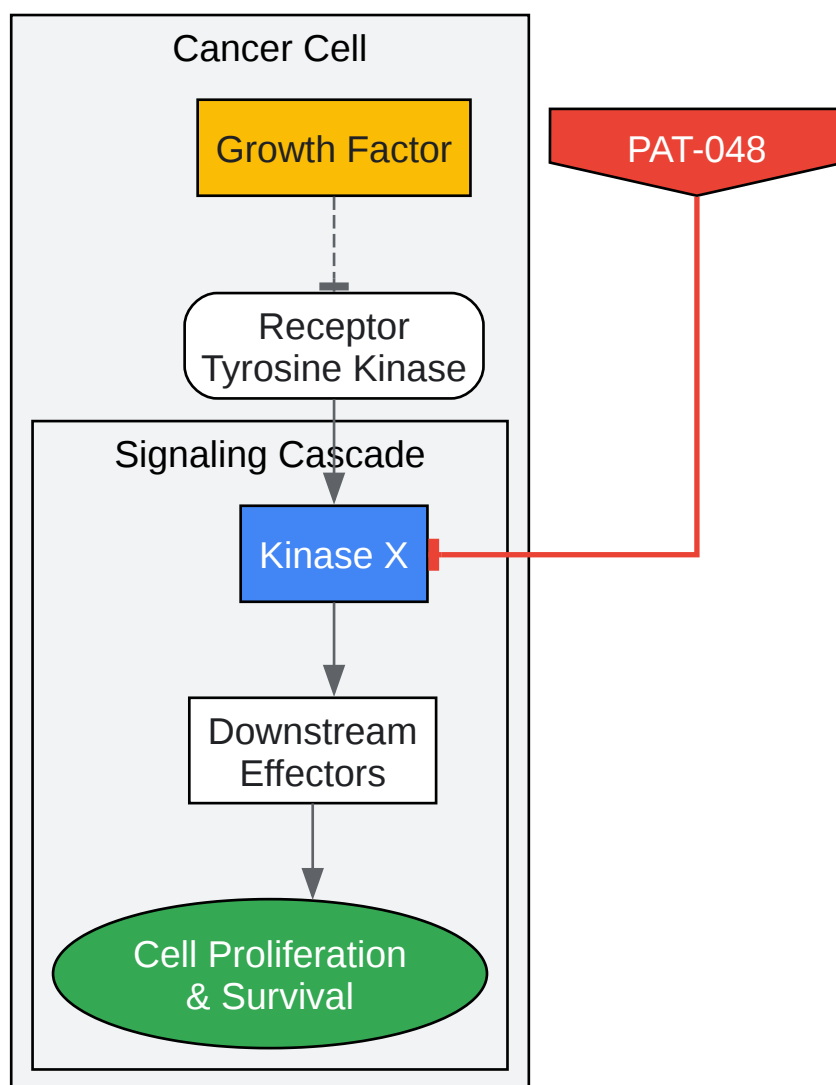 Cancer Cell
Growth Factor
PAT-048
Receptor
Tyrosine Kinase
Signaling Cascade
Kinase X
Downstream
Effectors
Cell Proliferation
& Survival